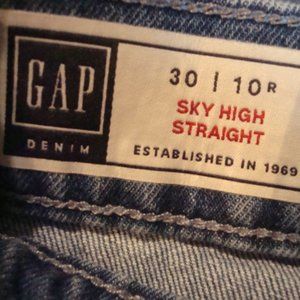 GAP
DENIM
30 | 10R
SKY HIGH
STRAIGHT
ESTABLISHED IN 1969